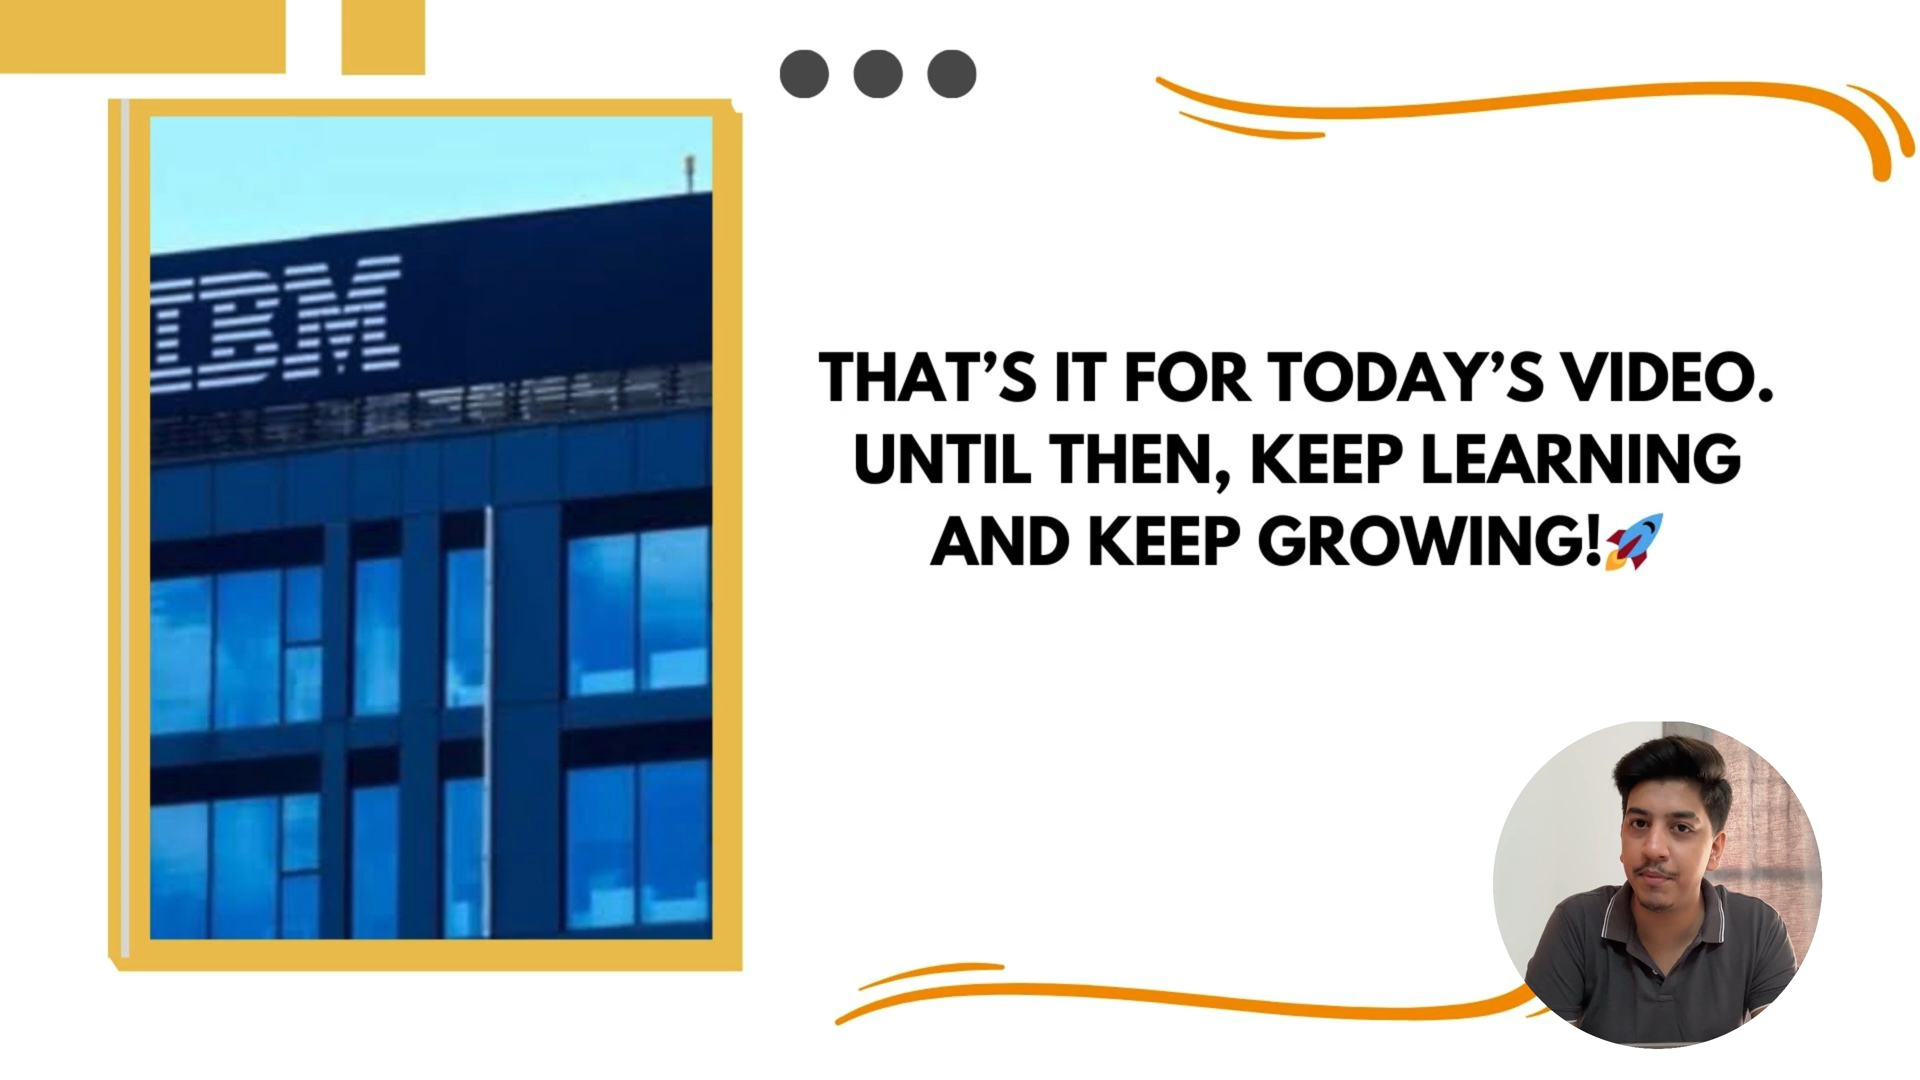 IBM
THAT’S IT FOR TODAY’S VIDEO.
UNTIL THEN, KEEP LEARNING
AND KEEP GROWING!🚀